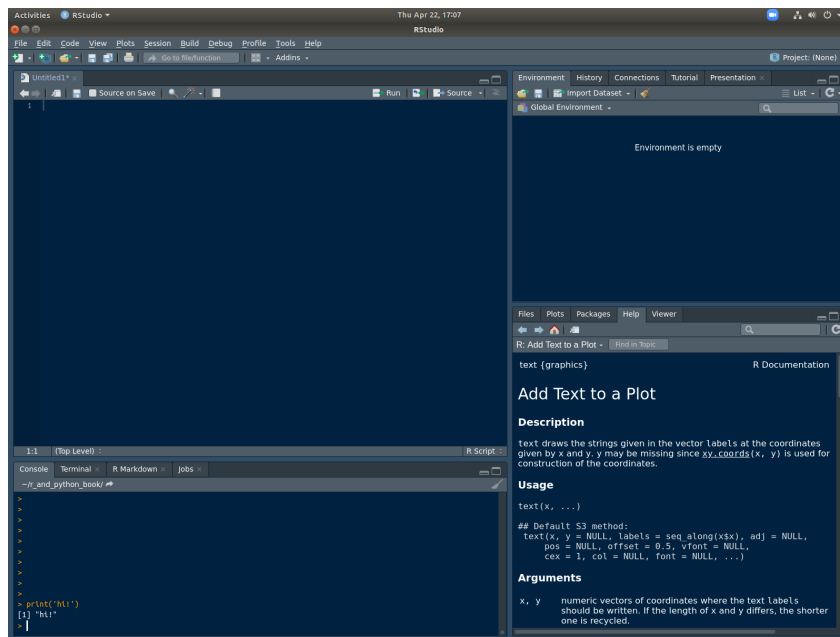 Activities RStudio Thu Apr 22, 17:07
RStudio
File Edit Code View Plots Session Build Debug Profile Tools Help
Go to file/function Addins Project: (None)
Untitled1*
Source on Save Run Source
1
1:1 (Top Level) R Script
Console Terminal R Markdown Jobs
~/r_and_python_book/
>
>
>
>
>
>
>
>
>
>
> print('hi!')
[1] "hi!"
>
Environment History Connections Tutorial Presentation
Import Dataset List
Global Environment
Environment is empty
Files Plots Packages Help Viewer
R: Add Text to a Plot Find in Topic
text {graphics} R Documentation
Add Text to a Plot
Description
text draws the strings given in the vector labels at the coordinates
given by x and y. y may be missing since xy.coords(x, y) is used for
construction of the coordinates.
Usage
text(x, ...)
## Default S3 method:
text(x, y = NULL, labels = seq_along(x$x), adj = NULL,
pos = NULL, offset = 0.5, vfont = NULL,
cex = 1, col = NULL, font = NULL, ...)
Arguments
x, y numeric vectors of coordinates where the text labels
should be written. If the length of x and y differs, the shorter
one is recycled.